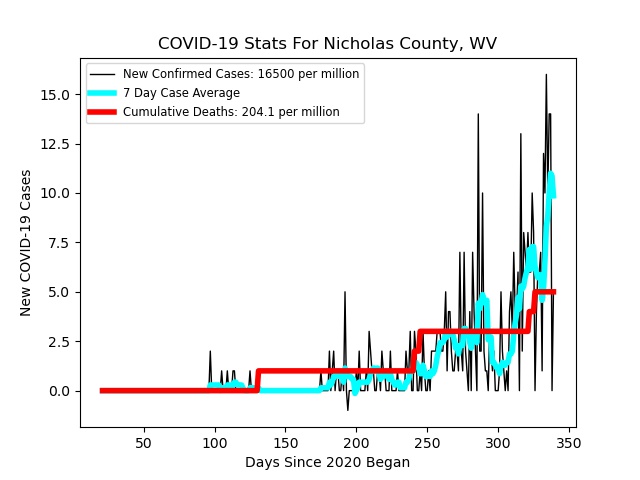 COVID-19 Stats For Nicholas County, WV
New Confirmed Cases: 16500 per million
7 Day Case Average
Cumulative Deaths: 204.1 per million
New COVID-19 Cases
15.0
12.5
10.0
7.5
5.0
2.5
0.0
50 100 150 200 250 300 350
Days Since 2020 Began